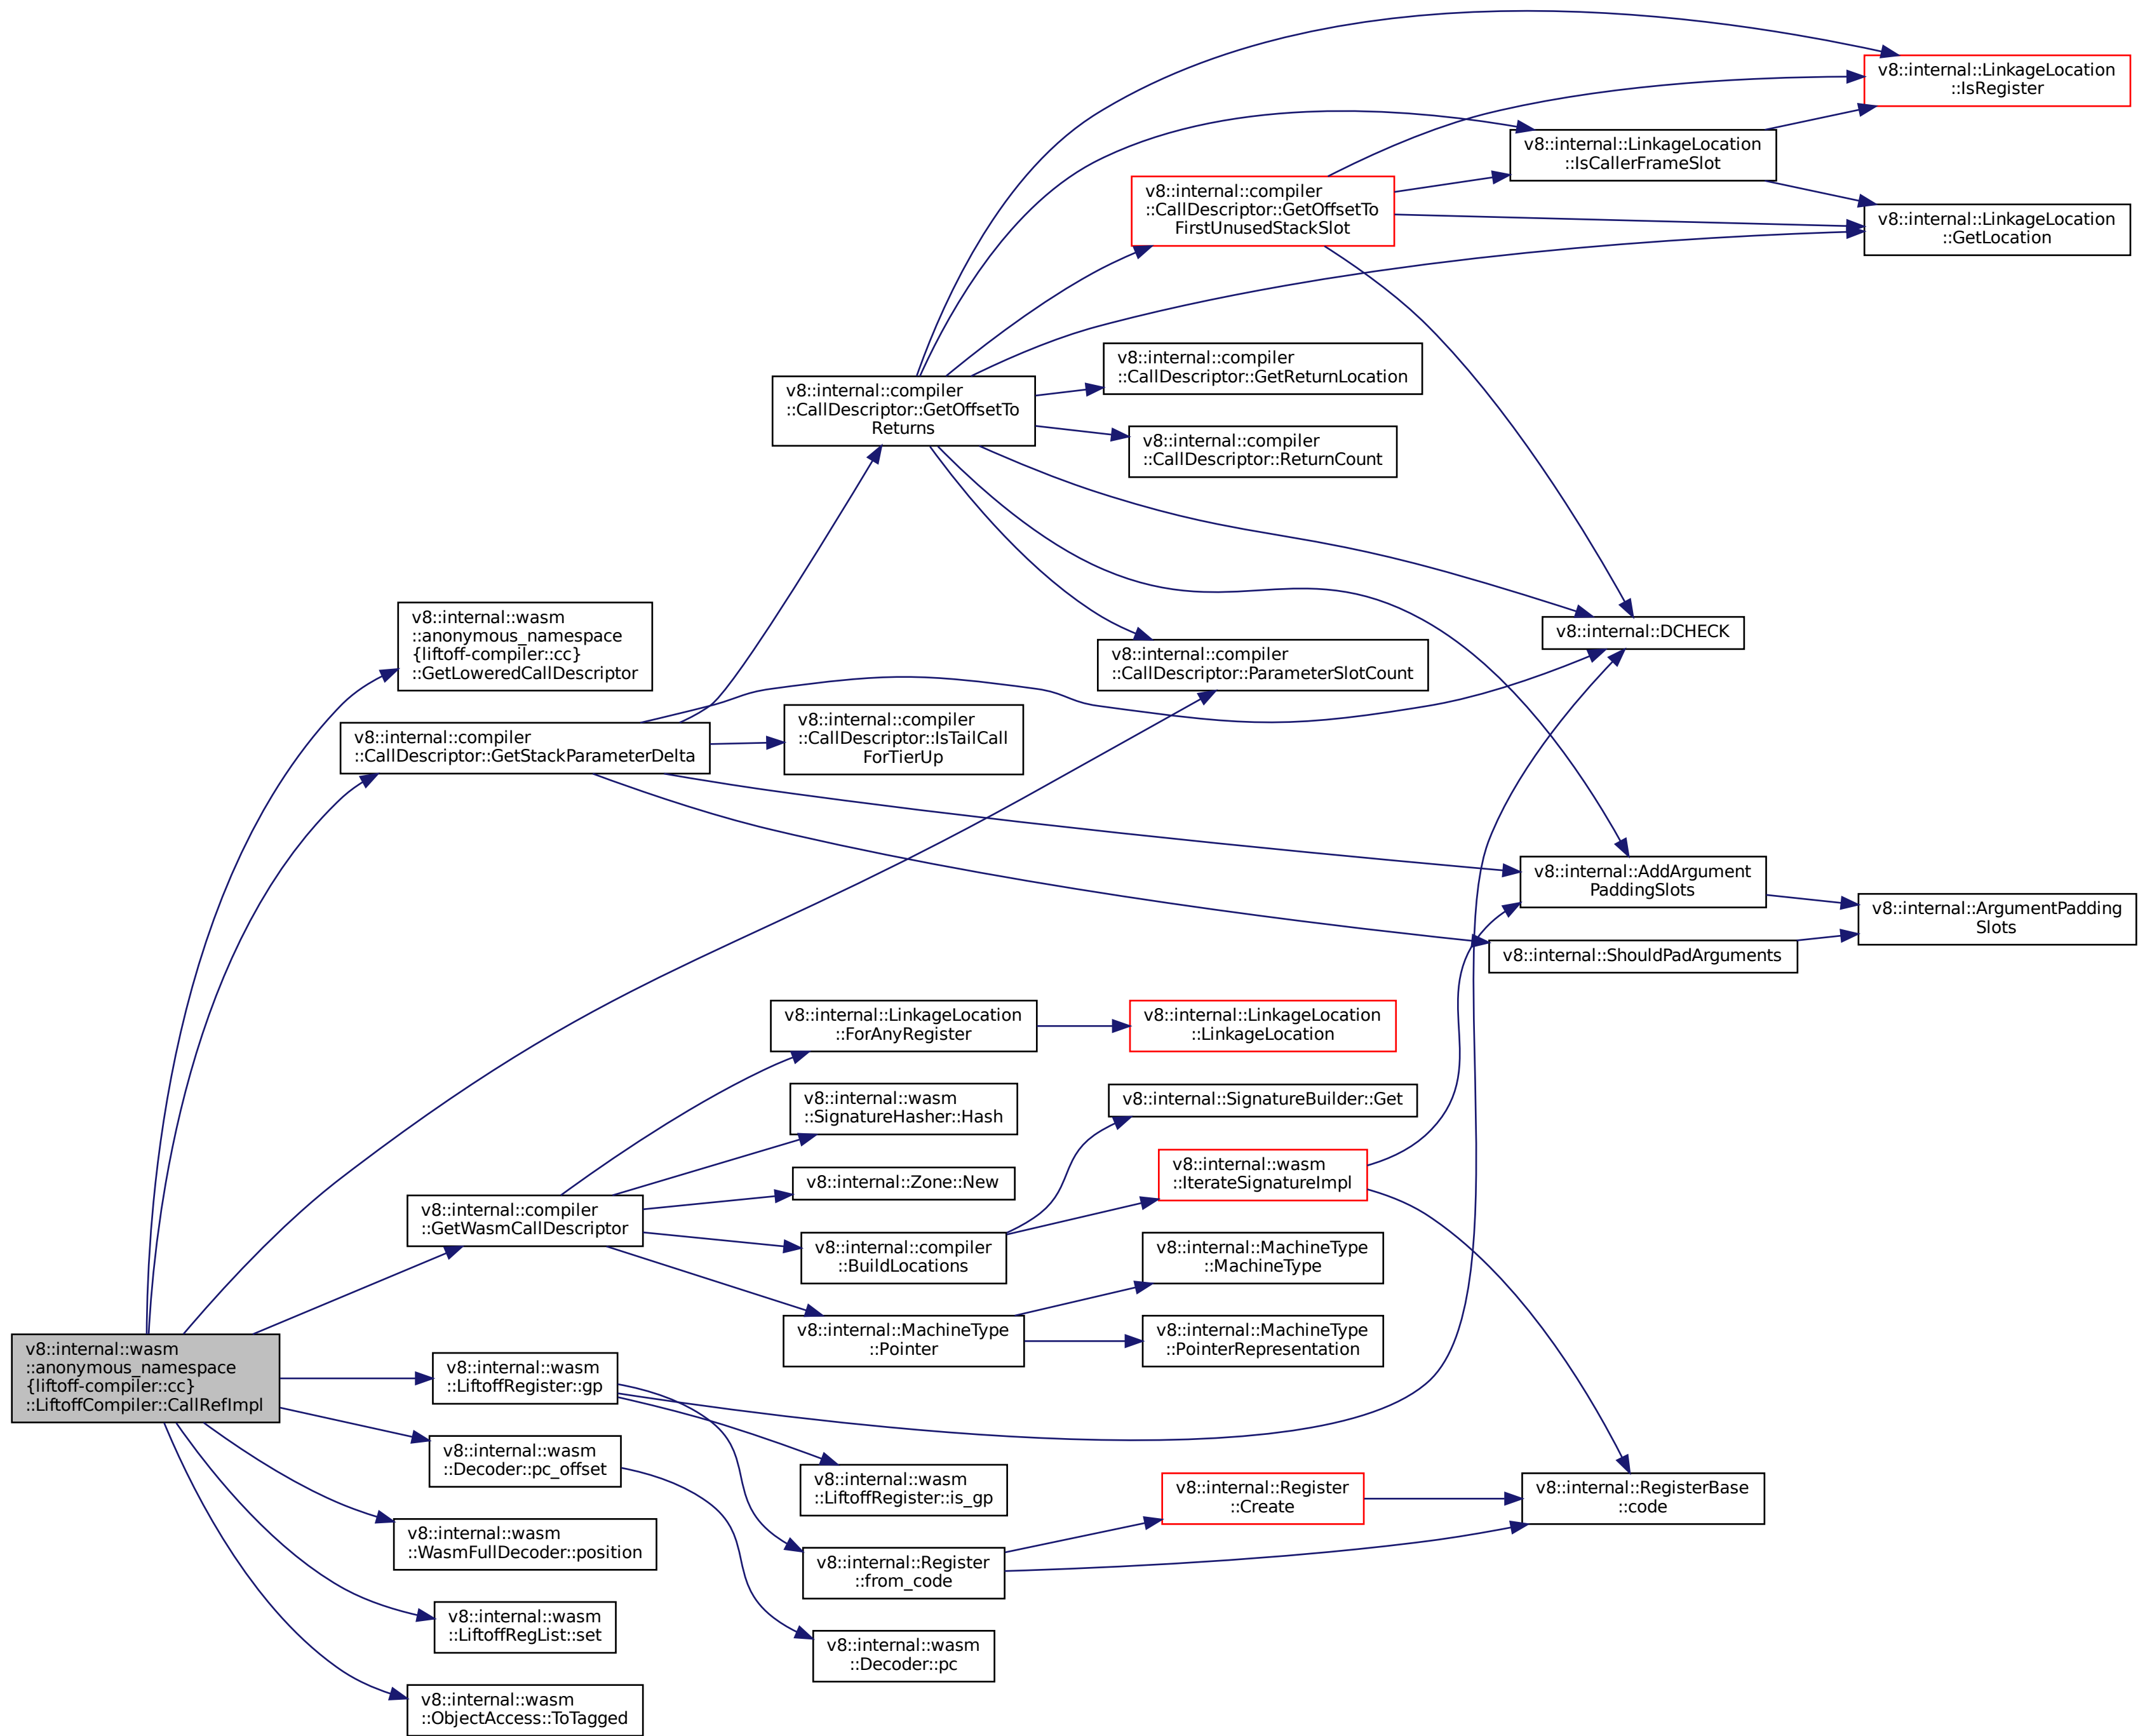 v8::internal::LinkageLocation
::IsRegister
v8::internal::LinkageLocation
::IsCallerFrameSlot
v8::internal::compiler
::CallDescriptor::GetOffsetTo
FirstUnusedStackSlot
v8::internal::LinkageLocation
::GetLocation
v8::internal::compiler
::CallDescriptor::GetReturnLocation
v8::internal::compiler
::CallDescriptor::GetOffsetTo
Returns
v8::internal::compiler
::CallDescriptor::ReturnCount
v8::internal::wasm
::anonymous_namespace
{liftoff-compiler::cc}
::GetLoweredCallDescriptor
v8::internal::DCHECK
v8::internal::compiler
::CallDescriptor::ParameterSlotCount
v8::internal::compiler
::CallDescriptor::GetStackParameterDelta
v8::internal::compiler
::CallDescriptor::IsTailCall
ForTierUp
v8::internal::AddArgument
PaddingSlots
v8::internal::ArgumentPadding
Slots
v8::internal::ShouldPadArguments
v8::internal::LinkageLocation
::ForAnyRegister
v8::internal::LinkageLocation
::LinkageLocation
v8::internal::wasm
::SignatureHasher::Hash
v8::internal::SignatureBuilder::Get
v8::internal::Zone::New
v8::internal::wasm
::IterateSignatureImpl
v8::internal::compiler
::GetWasmCallDescriptor
v8::internal::compiler
::BuildLocations
v8::internal::MachineType
::MachineType
v8::internal::MachineType
::Pointer
v8::internal::MachineType
::PointerRepresentation
v8::internal::wasm
::anonymous_namespace
{liftoff-compiler::cc}
::LiftoffCompiler::CallRefImpl
v8::internal::wasm
::LiftoffRegister::gp
v8::internal::wasm
::Decoder::pc_offset
v8::internal::wasm
::LiftoffRegister::is_gp
v8::internal::Register
::Create
v8::internal::RegisterBase
::code
v8::internal::wasm
::WasmFullDecoder::position
v8::internal::Register
::from_code
v8::internal::wasm
::LiftoffRegList::set
v8::internal::wasm
::Decoder::pc
v8::internal::wasm
::ObjectAccess::ToTagged